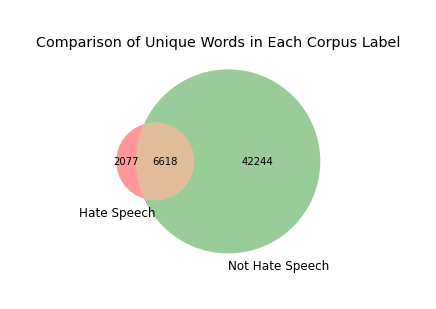 Comparison of Unique Words in Each Corpus Label
2077 6618 42244
Hate Speech
Not Hate Speech